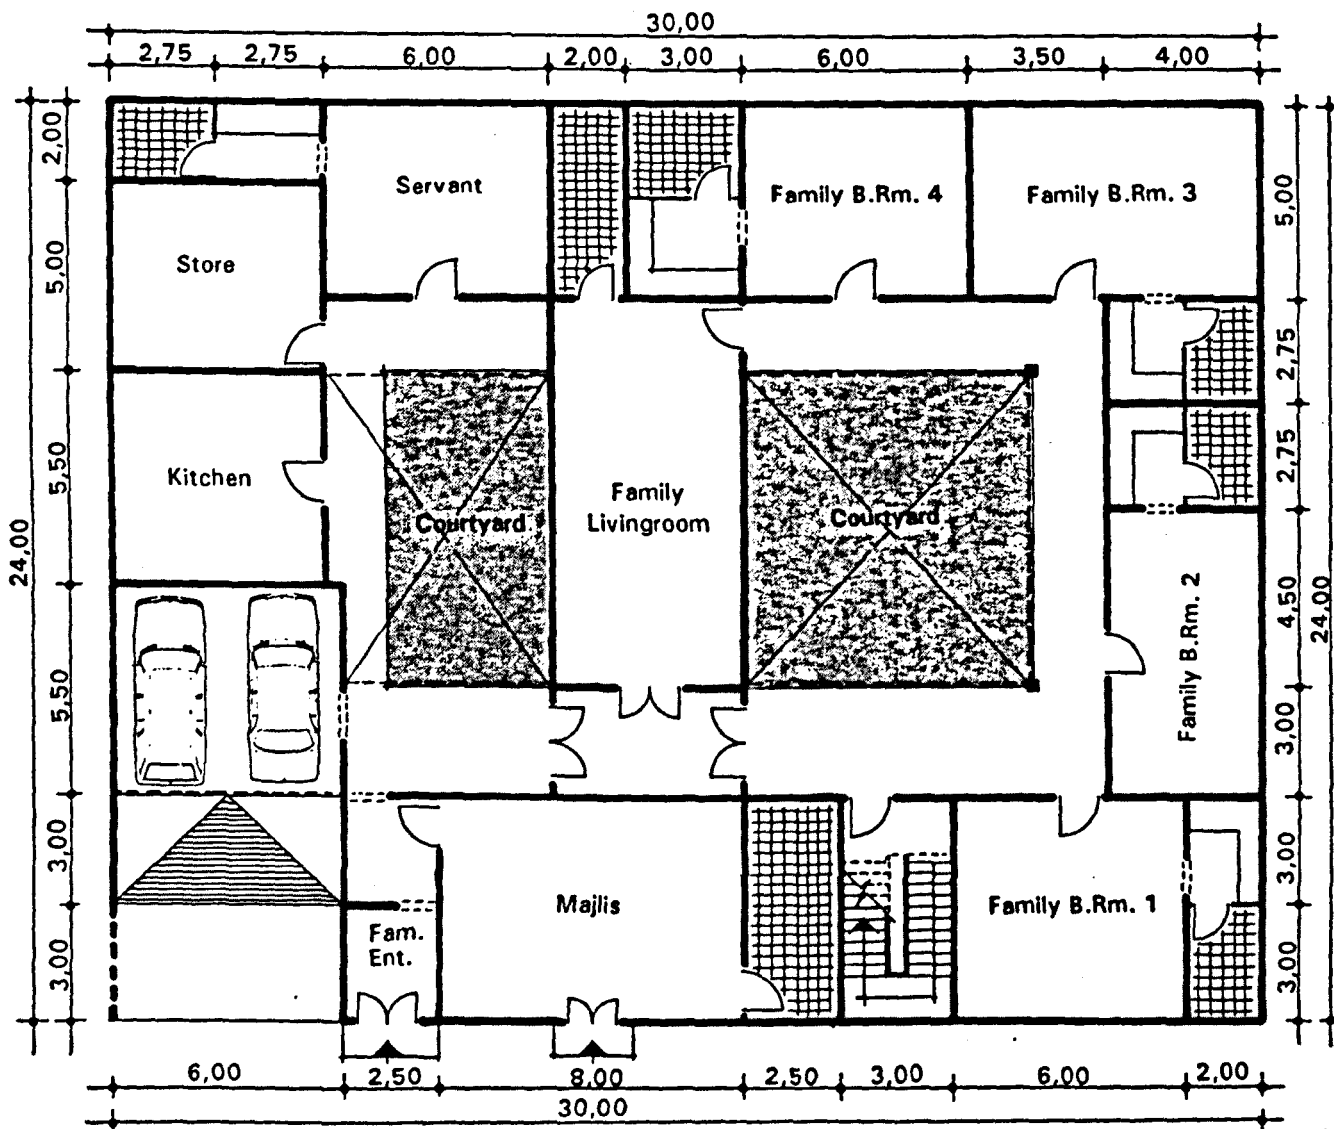 30,00
2,75 2,75 6,00 2,00 3,00 6,00 3,50 4,00
2,00
5,00
5,50
5,50
3,00
3,00
24,00
Servant
Family B.Rm. 4
Family B.Rm. 3
Store
Kitchen
Courtyard
Family
Livingroom
Courtyard
Family B.Rm. 2
Majlis
Family B.Rm. 1
Fam.
Ent.
5,00
2,75
2,75
4,50
3,00
3,00
3,00
24,00
6,00 2,50 8,00 2,50 3,00 6,00 2,00
30,00